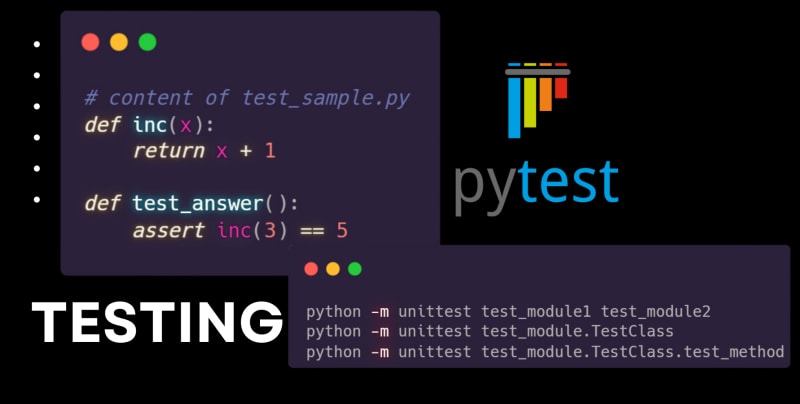 # content of test_sample.py
def inc(x):
    return x + 1
def test_answer():
    assert inc(3) == 5
pytest
TESTING
python -m unittest test_module1 test_module2
python -m unittest test_module.TestClass
python -m unittest test_module.TestClass.test_method